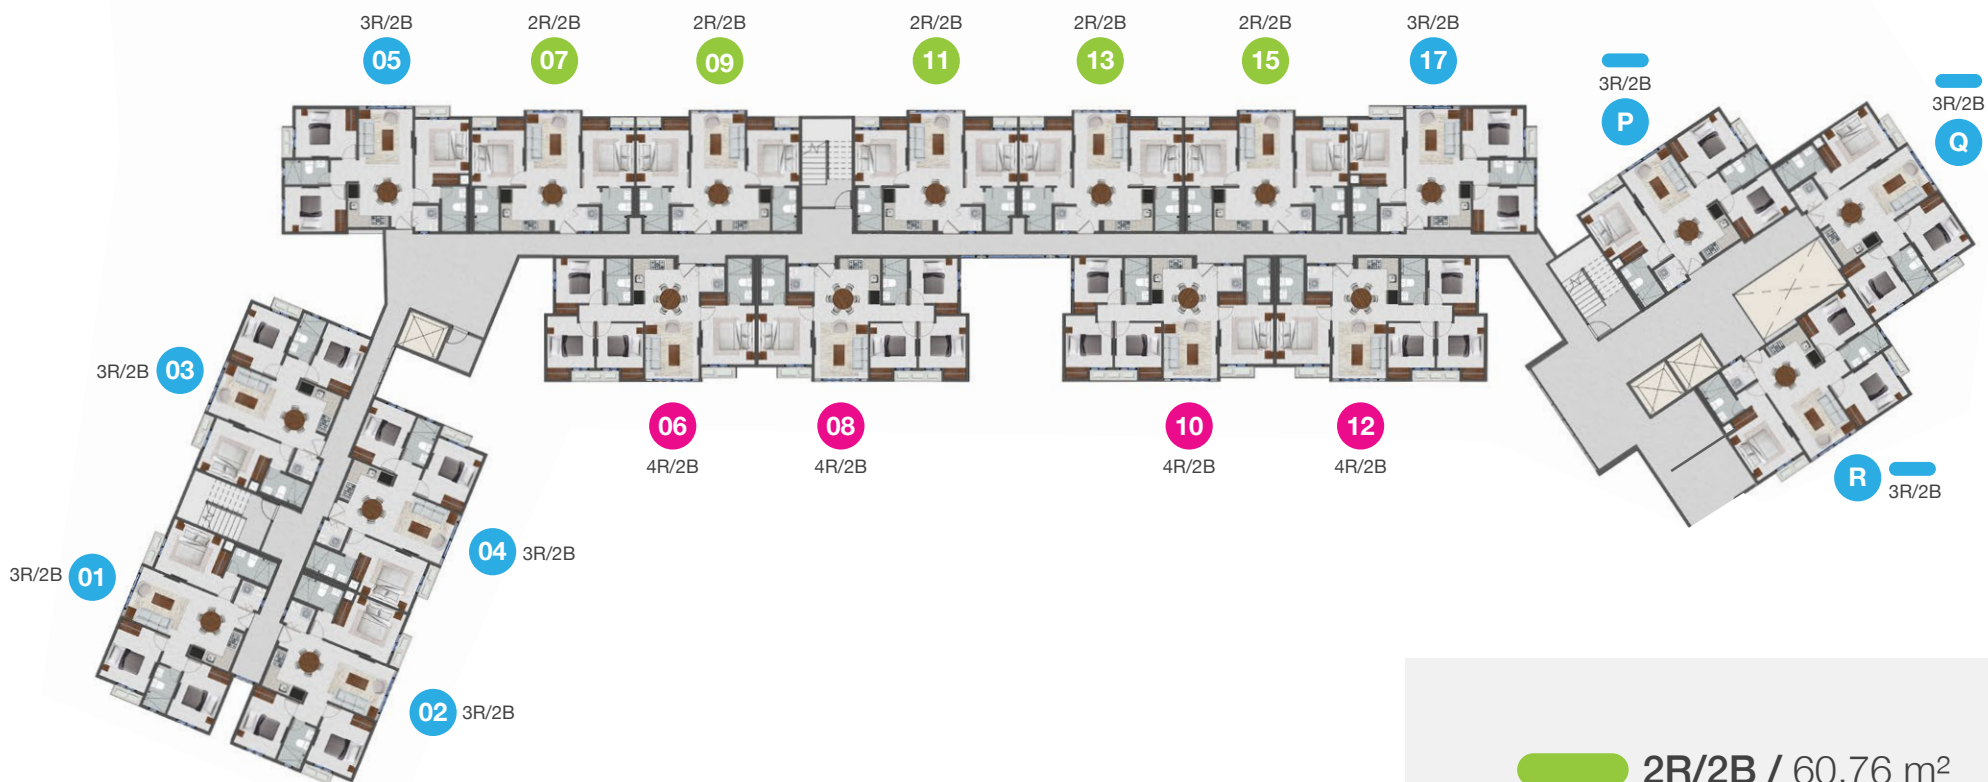 3R/2B
05
2R/2B
07
2R/2B
09
2R/2B
11
2R/2B
13
2R/2B
15
3R/2B
17
3R/2B
P
3R/2B
Q
3R/2B 03
06
4R/2B
08
4R/2B
10
4R/2B
12
4R/2B
R 3R/2B
04 3R/2B
3R/2B 01
02 3R/2B
2R/2B / 60.76 m²